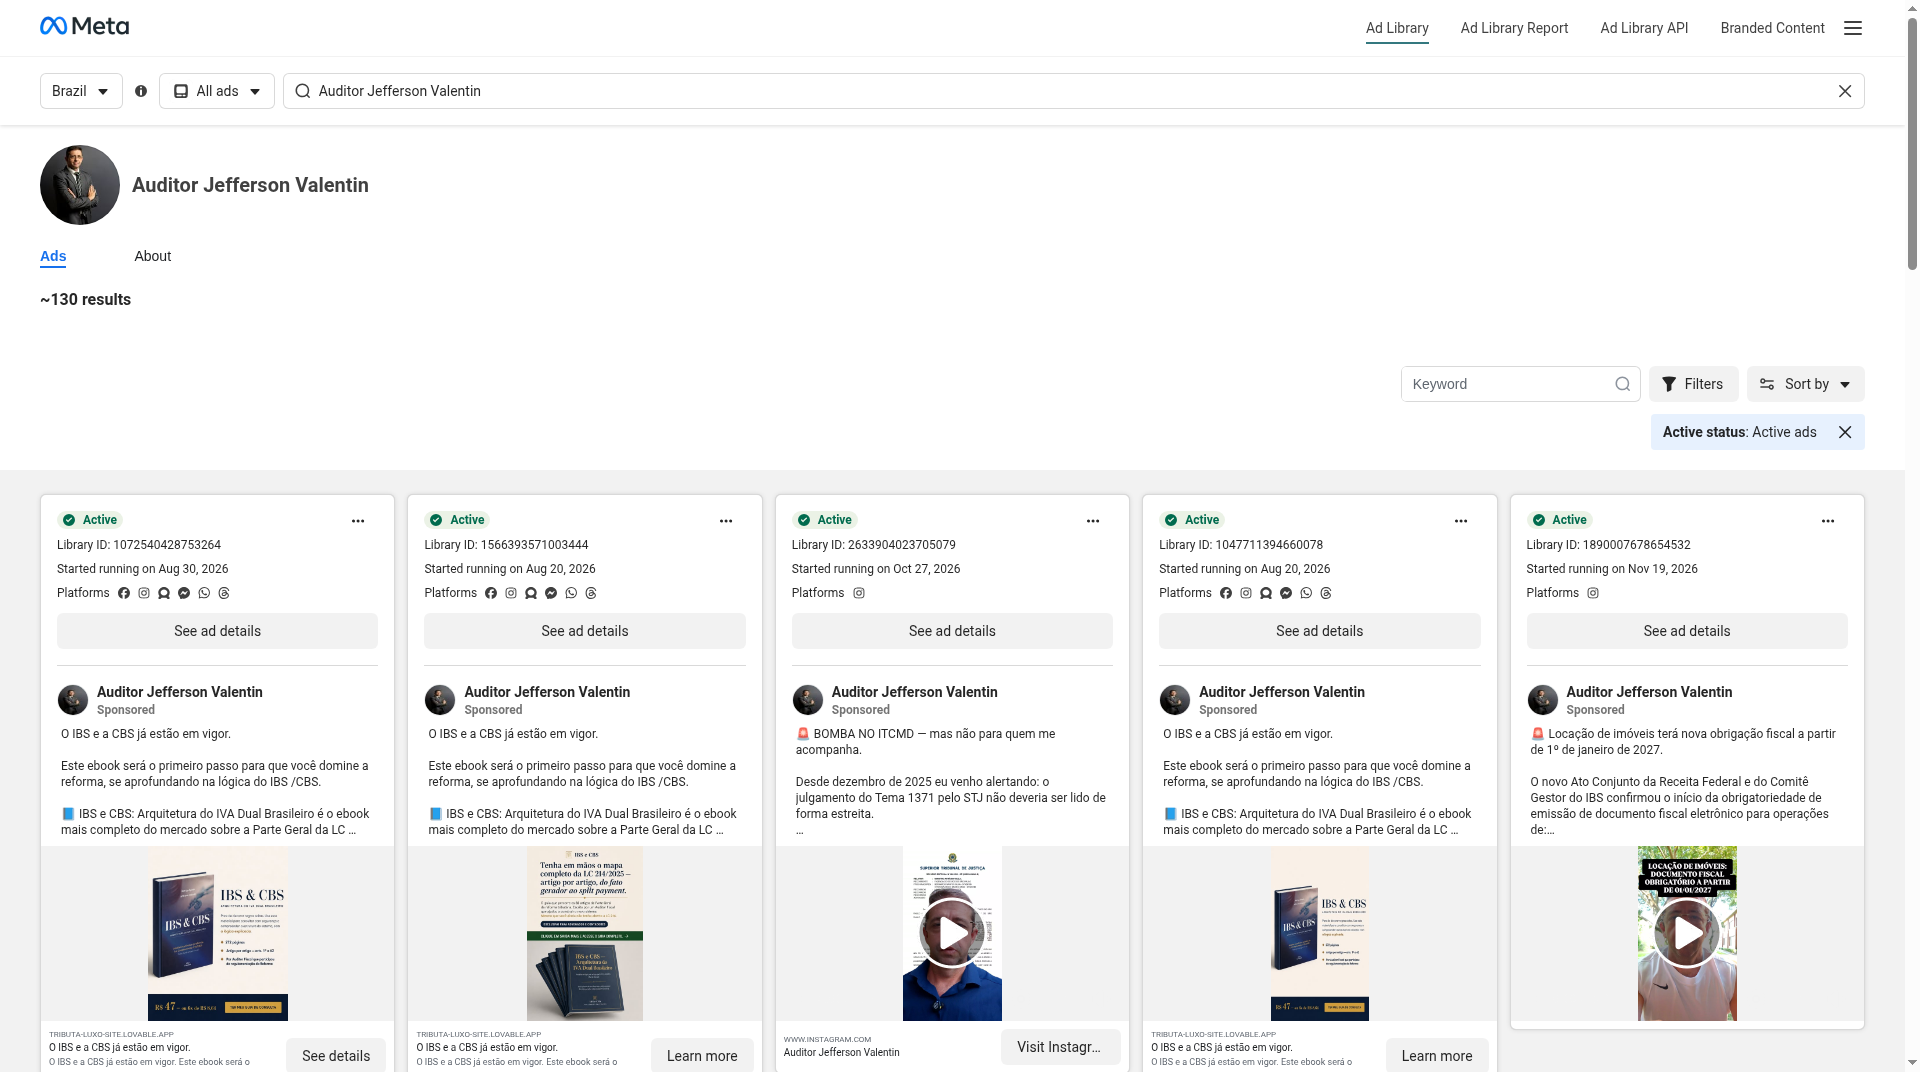 Meta
Ad Library
Ad Library Report
Ad Library API
Branded Content
Brazil
All ads
Auditor Jefferson Valentin
Auditor Jefferson Valentin
Ads
About
~130 results
Keyword
Filters
Sort by
Active status: Active ads
Active
Library ID: 1072540428753264
Started running on Aug 30, 2026
Platforms
See ad details
Auditor Jefferson Valentin
Sponsored
O IBS e a CBS já estão em vigor.
Este ebook será o primeiro passo para que você domine a
reforma, se aprofundando na lógica do IBS /CBS.
📘 IBS e CBS: Arquitetura do IVA Dual Brasileiro é o ebook
mais completo do mercado sobre a Parte Geral da LC ...
IBS & CBS
IBS & CBS
R$ 47
TRIBUTA-LUXO-SITE.LOVABLE.APP
O IBS e a CBS já estão em vigor.
O IBS e a CBS já estão em vigor. Este ebook será o
See details
Active
Library ID: 1566393571003444
Started running on Aug 20, 2026
Platforms
See ad details
Auditor Jefferson Valentin
Sponsored
O IBS e a CBS já estão em vigor.
Este ebook será o primeiro passo para que você domine a
reforma, se aprofundando na lógica do IBS /CBS.
📘 IBS e CBS: Arquitetura do IVA Dual Brasileiro é o ebook
mais completo do mercado sobre a Parte Geral da LC ...
IBS e CBS
Tenha em mãos o mapa
completo da LC 214/2025 —
artigo por artigo, do fato
gerador ao split payment.
IBS e CBS
Arquitetura do
IVA Dual Brasileiro
TRIBUTA-LUXO-SITE.LOVABLE.APP
O IBS e a CBS já estão em vigor.
O IBS e a CBS já estão em vigor. Este ebook será o
Learn more
Active
Library ID: 2633904023705079
Started running on Oct 27, 2026
Platforms
See ad details
Auditor Jefferson Valentin
Sponsored
🚨 BOMBA NO ITCMD — mas não para quem me
acompanha.
Desde dezembro de 2025 eu venho alertando: o
julgamento do Tema 1371 pelo STJ não deveria ser lido de
forma estreita.
...
SUPERIOR TRIBUNAL DE JUSTIÇA
WWW.INSTAGRAM.COM
Auditor Jefferson Valentin
Visit Instagr...
Active
Library ID: 1047711394660078
Started running on Aug 20, 2026
Platforms
See ad details
Auditor Jefferson Valentin
Sponsored
O IBS e a CBS já estão em vigor.
Este ebook será o primeiro passo para que você domine a
reforma, se aprofundando na lógica do IBS /CBS.
📘 IBS e CBS: Arquitetura do IVA Dual Brasileiro é o ebook
mais completo do mercado sobre a Parte Geral da LC ...
IBS & CBS
IBS & CBS
R$ 47
TRIBUTA-LUXO-SITE.LOVABLE.APP
O IBS e a CBS já estão em vigor.
O IBS e a CBS já estão em vigor. Este ebook será o
Learn more
Active
Library ID: 1890007678654532
Started running on Nov 19, 2026
Platforms
See ad details
Auditor Jefferson Valentin
Sponsored
🚨 Locação de imóveis terá nova obrigação fiscal a partir
de 1º de janeiro de 2027.
O novo Ato Conjunto da Receita Federal e do Comitê
Gestor do IBS confirmou o início da obrigatoriedade de
emissão de documento fiscal eletrônico para operações
de:...
LOCAÇÃO DE IMÓVEIS:
DOCUMENTO FISCAL
OBRIGATÓRIO A PARTIR
DE 01/01/2027